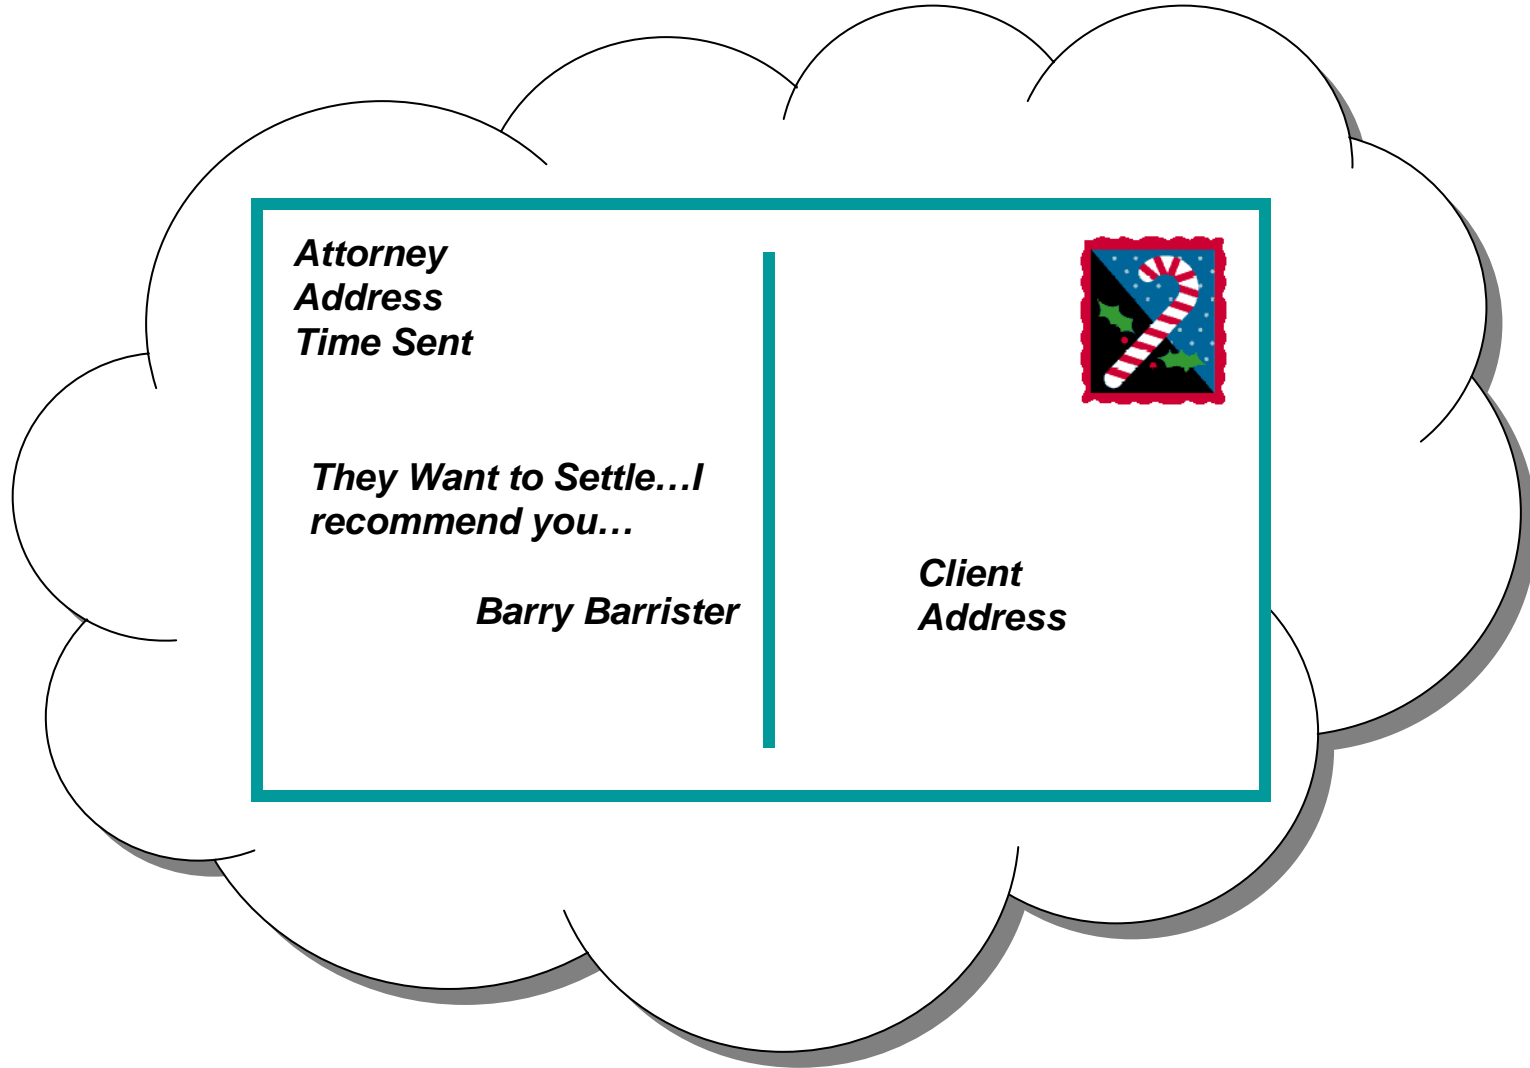 Attorney
Address
Time Sent
They Want to Settle…I
recommend you…
Barry Barrister
Client
Address